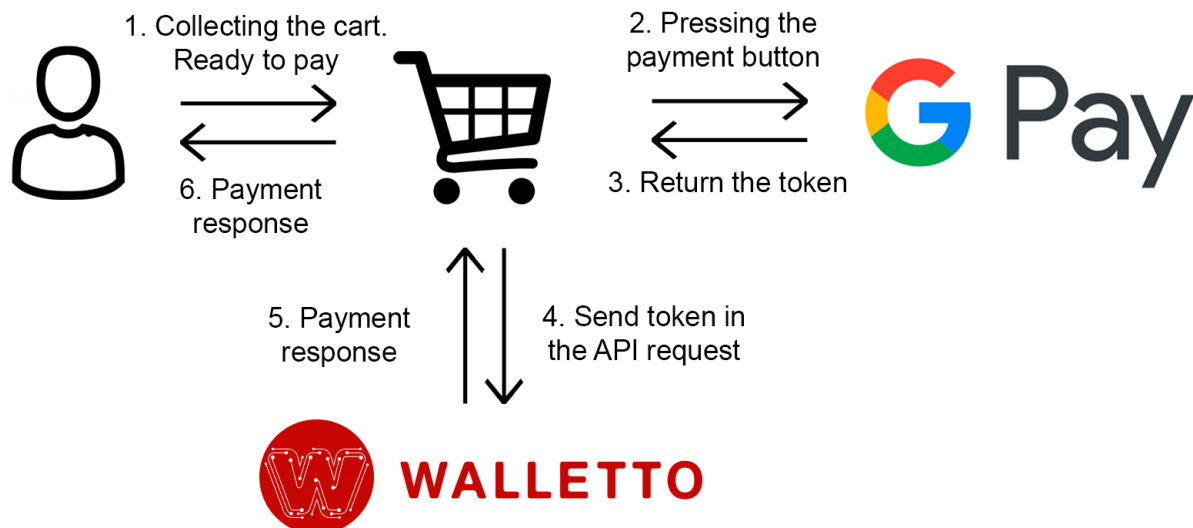 1. Collecting the cart.
Ready to pay
2. Pressing the
payment button
G Pay
6. Payment
response
3. Return the token
5. Payment
response
4. Send token in
the API request
W WALLETTO